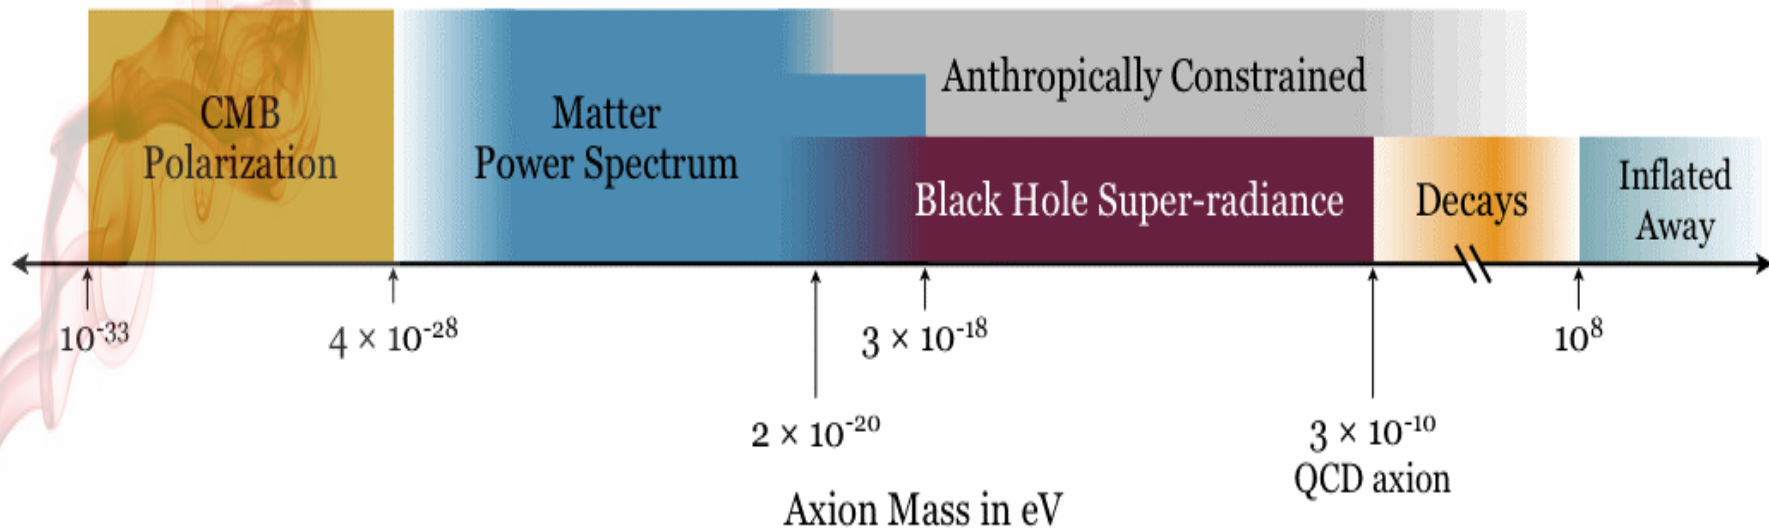 CMB
Polarization
Matter
Power Spectrum
Anthropically Constrained
Black Hole Super-radiance
Decays
Inflated
Away
10⁻³³
4 × 10⁻²⁸
2 × 10⁻²⁰
3 × 10⁻¹⁸
3 × 10⁻¹⁰
QCD axion
10⁸
Axion Mass in eV